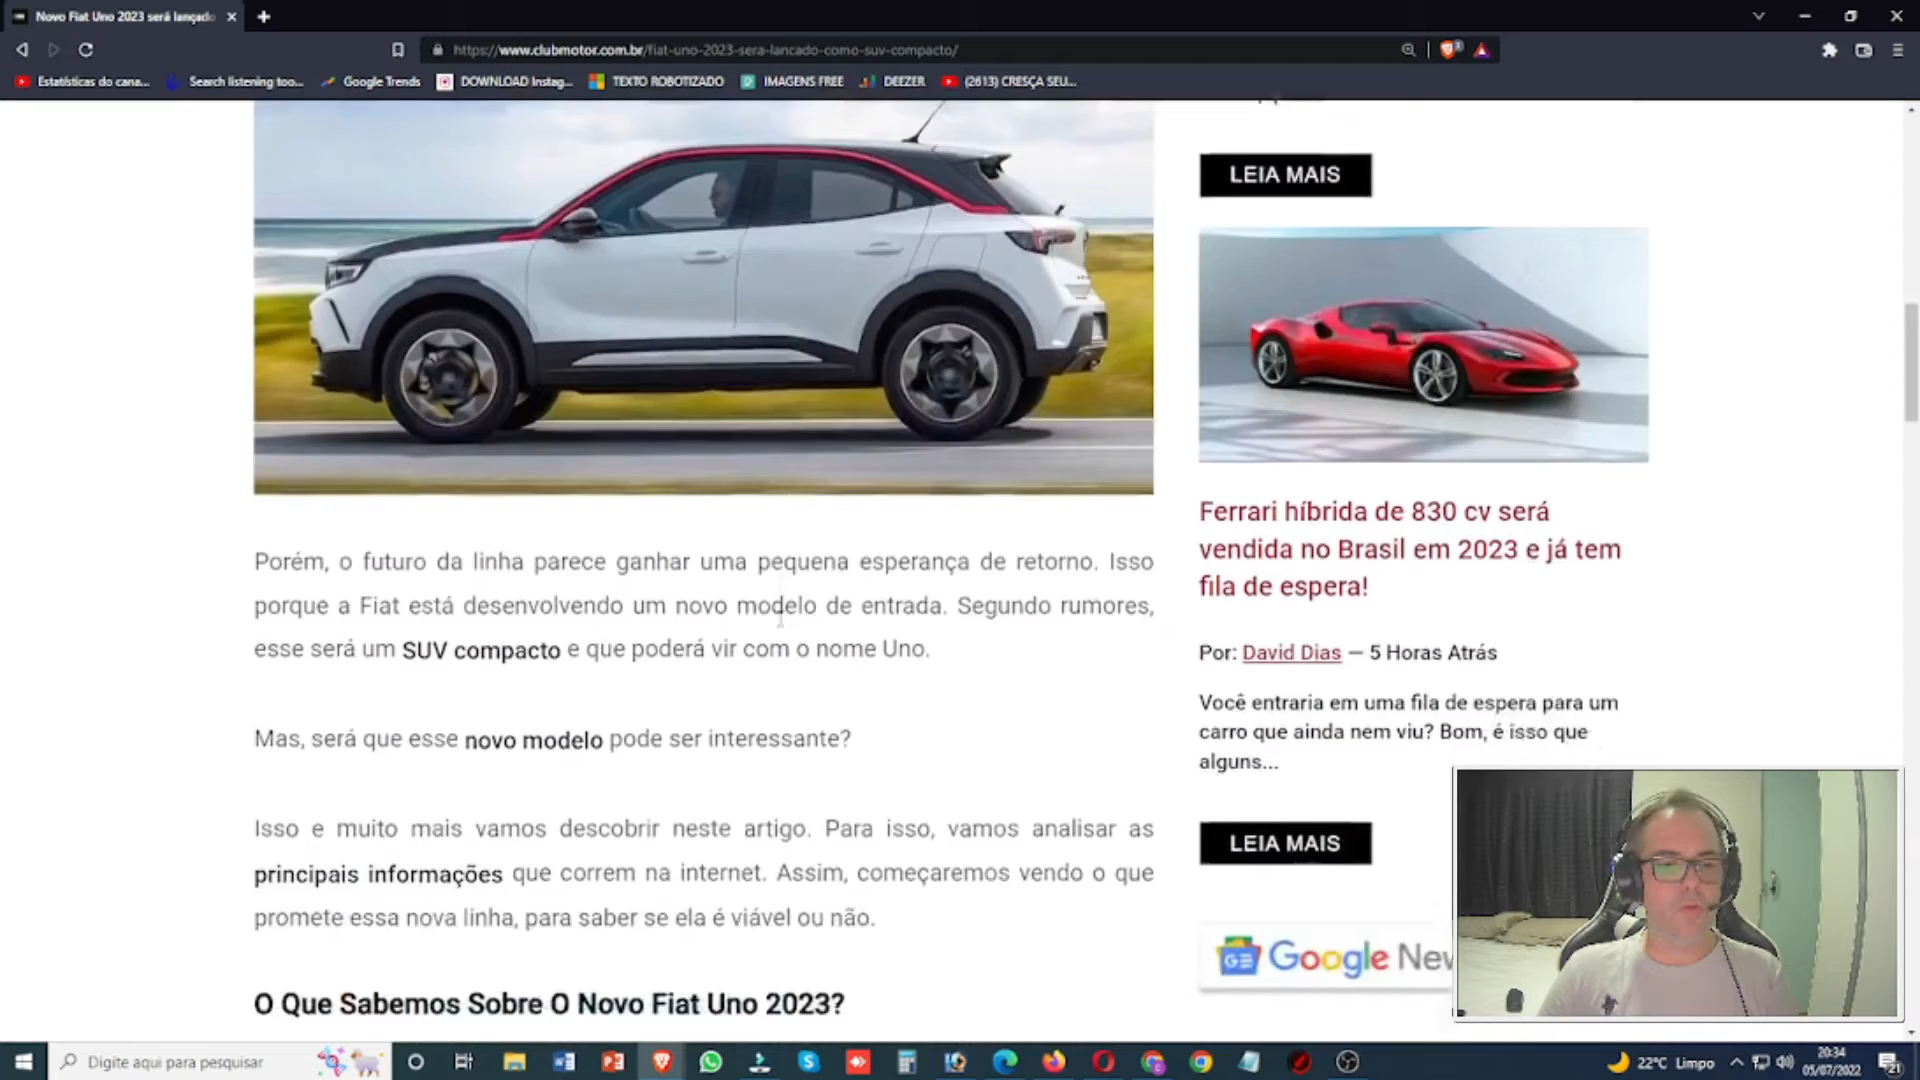 Novo Fiat Uno 2023 será lançado
https://www.clubmotor.com.br/fiat-uno-2023-sera-lancado-como-suv-compacto/
Estatísticas do cana... Search listening too... Google Trends DOWNLOAD Instag... TEXTO ROBOTIZADO IMAGENS FREE DEEZER (2613) CRESÇA SEU...
LEIA MAIS
Porém, o futuro da linha parece ganhar uma pequena esperança de retorno. Isso
porque a Fiat está desenvolvendo um novo modelo de entrada. Segundo rumores,
esse será um SUV compacto e que poderá vir com o nome Uno.
Mas, será que esse novo modelo pode ser interessante?
Isso e muito mais vamos descobrir neste artigo. Para isso, vamos analisar as
principais informações que correm na internet. Assim, começaremos vendo o que
promete essa nova linha, para saber se ela é viável ou não.
O Que Sabemos Sobre O Novo Fiat Uno 2023?
Ferrari híbrida de 830 cv será
vendida no Brasil em 2023 e já tem
fila de espera!
Por: David Dias — 5 Horas Atrás
Você entraria em uma fila de espera para um
carro que ainda nem viu? Bom, é isso que
alguns...
LEIA MAIS
GE Google New
Digite aqui para pesquisar
22°C Limpo
20:34
05/07/2022
21